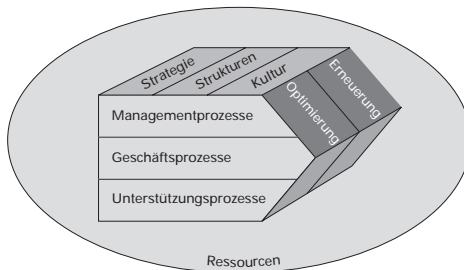 Strategie
Strukturen
Kultur
Optimierung
Erneuerung
Managementprozesse
Geschäftsprozesse
Unterstützungsprozesse
Ressourcen